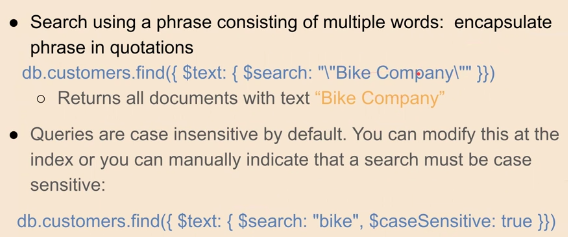 ● Search using a phrase consisting of multiple words: encapsulate
phrase in quotations
db.customers.find({ $text: { $search: "\"Bike Company\"" }})
○ Returns all documents with text “Bike Company”
● Queries are case insensitive by default. You can modify this at the
index or you can manually indicate that a search must be case
sensitive:
db.customers.find({ $text: { $search: "bike", $caseSensitive: true }})